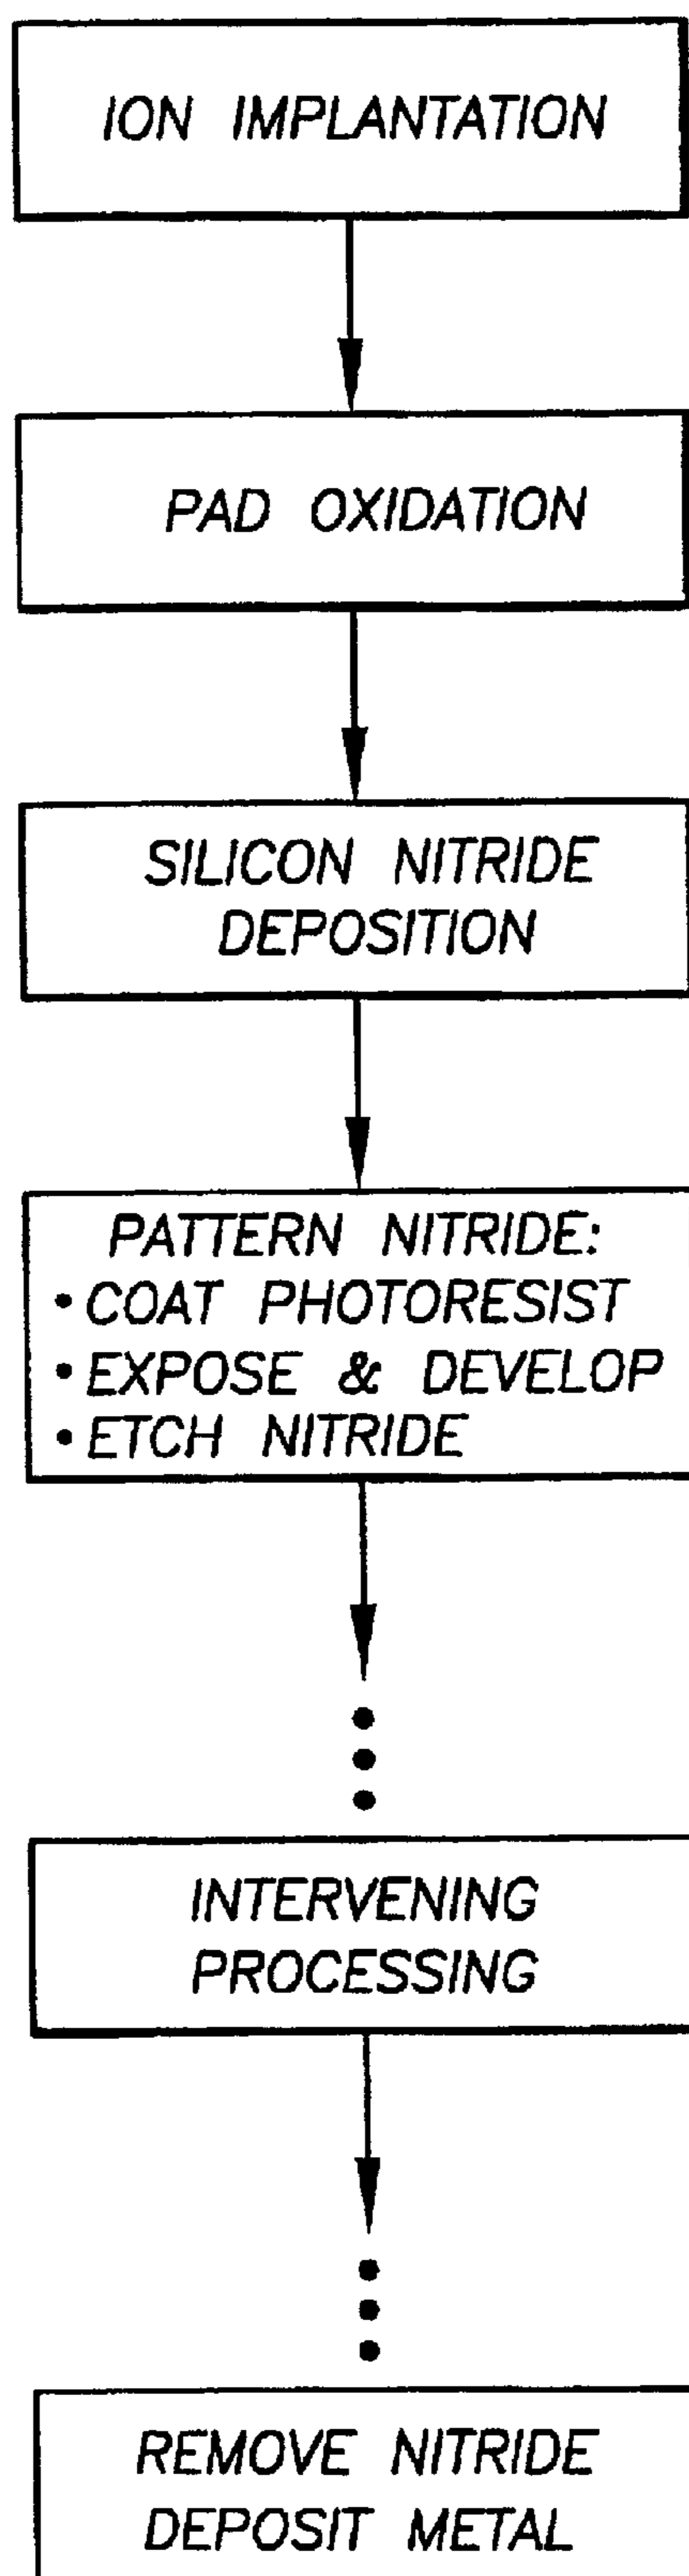 ION IMPLANTATION
PAD OXIDATION
SILICON NITRIDE
DEPOSITION
PATTERN NITRIDE:
• COAT PHOTORESIST
• EXPOSE & DEVELOP
• ETCH NITRIDE
INTERVENING
PROCESSING
REMOVE NITRIDE
DEPOSIT METAL